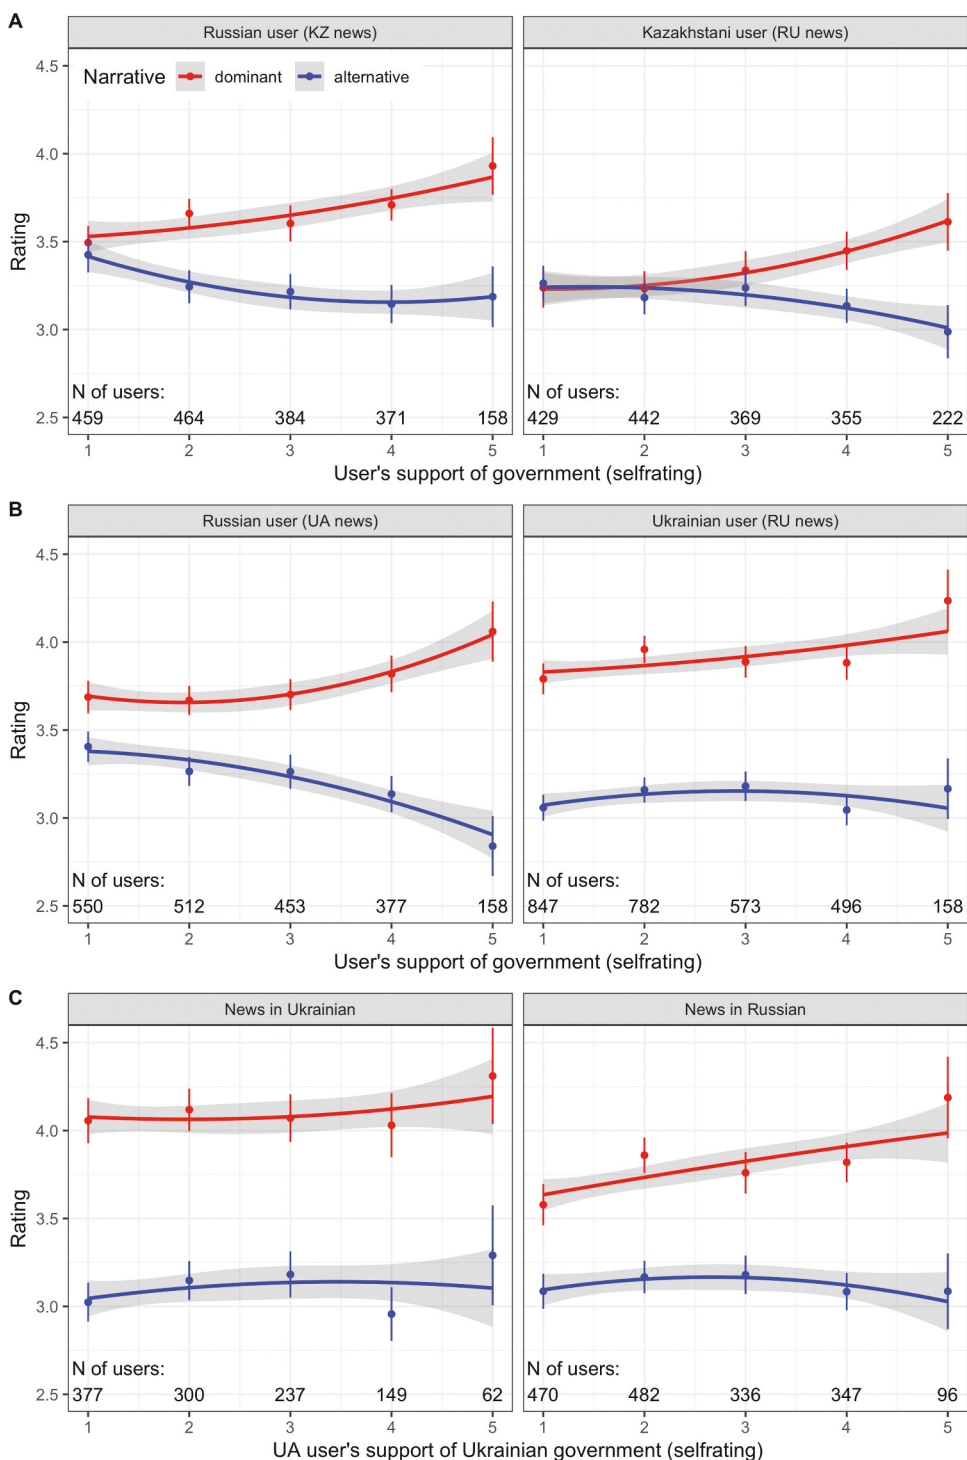 A
Russian user (KZ news)
Kazakhstani user (RU news)
Narrative dominant alternative
4.5
4.0
3.5
3.0
2.5
Rating
N of users:
459 464 384 371 158
N of users:
429 442 369 355 222
1 2 3 4 5
1 2 3 4 5
User's support of government (selfrating)
B
Russian user (UA news)
Ukrainian user (RU news)
4.5
4.0
3.5
3.0
2.5
Rating
N of users:
550 512 453 377 158
N of users:
847 782 573 496 158
1 2 3 4 5
1 2 3 4 5
User's support of government (selfrating)
C
News in Ukrainian
News in Russian
4.5
4.0
3.5
3.0
2.5
Rating
N of users:
377 300 237 149 62
N of users:
470 482 336 347 96
1 2 3 4 5
1 2 3 4 5
UA user's support of Ukrainian government (selfrating)